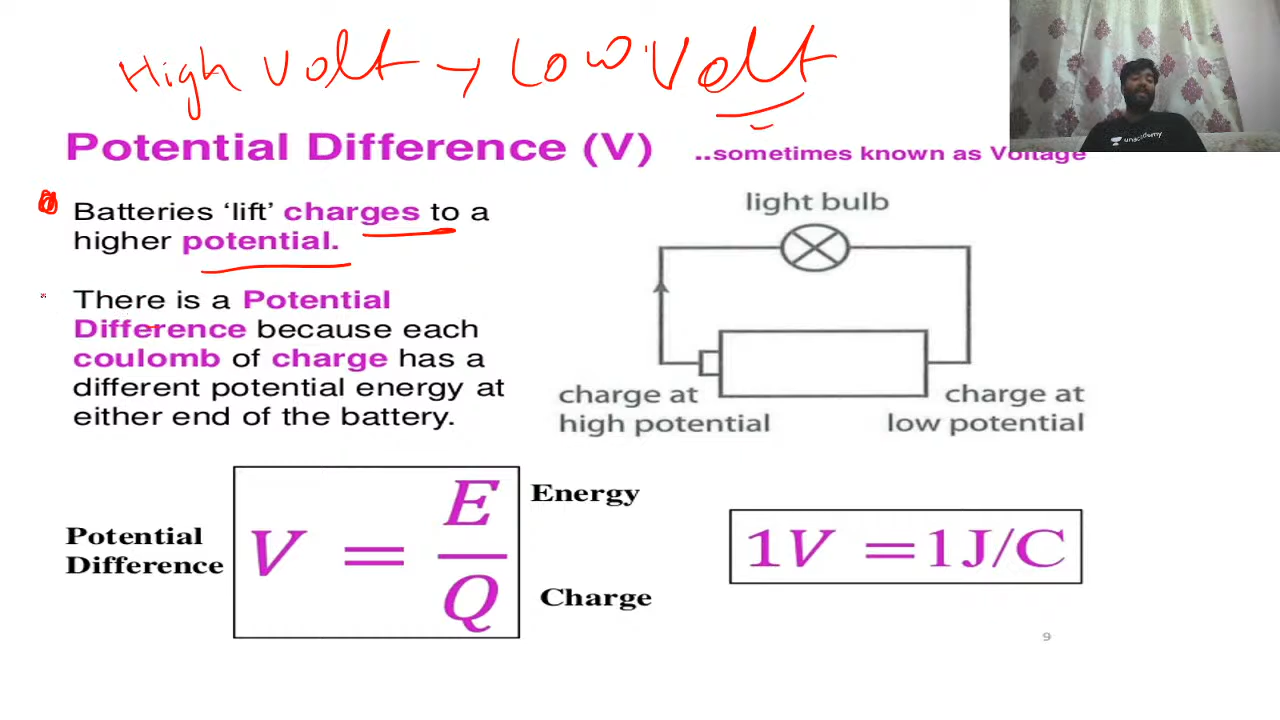 High Volt → Low Volt
Potential Difference (V) ..sometimes known as Voltage
Batteries ‘lift’ charges to a
higher potential.
There is a Potential
Difference because each
coulomb of charge has a
different potential energy at
either end of the battery.
light bulb
charge at
high potential
charge at
low potential
Potential
Difference
V = E/Q
Energy
Charge
1V = 1J/C
9
unacademy